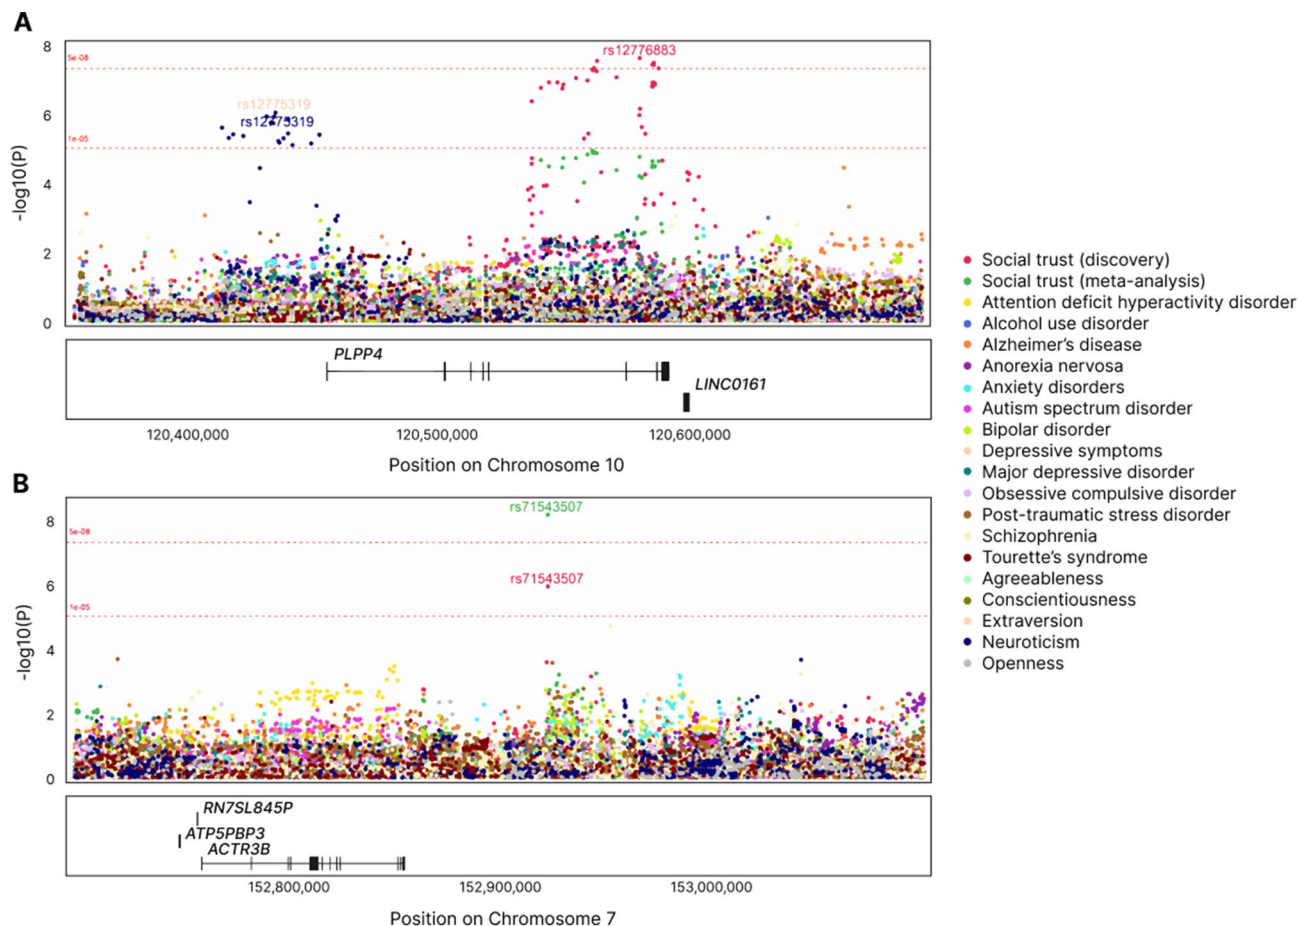 A
8
6
4
2
0
-log10(P)
5e-08
1e-05
rs12776883
rs12775319
rs12775319
PLPP4
LINC0161
120,400,000 120,500,000 120,600,000
Position on Chromosome 10
B
8
6
4
2
0
-log10(P)
5e-08
1e-05
rs71543507
rs71543507
RN7SL845P
ATP5PBP3
ACTR3B
152,800,000 152,900,000 153,000,000
Position on Chromosome 7
Social trust (discovery)
Social trust (meta-analysis)
Attention deficit hyperactivity disorder
Alcohol use disorder
Alzheimer's disease
Anorexia nervosa
Anxiety disorders
Autism spectrum disorder
Bipolar disorder
Depressive symptoms
Major depressive disorder
Obsessive compulsive disorder
Post-traumatic stress disorder
Schizophrenia
Tourette's syndrome
Agreeableness
Conscientiousness
Extraversion
Neuroticism
Openness